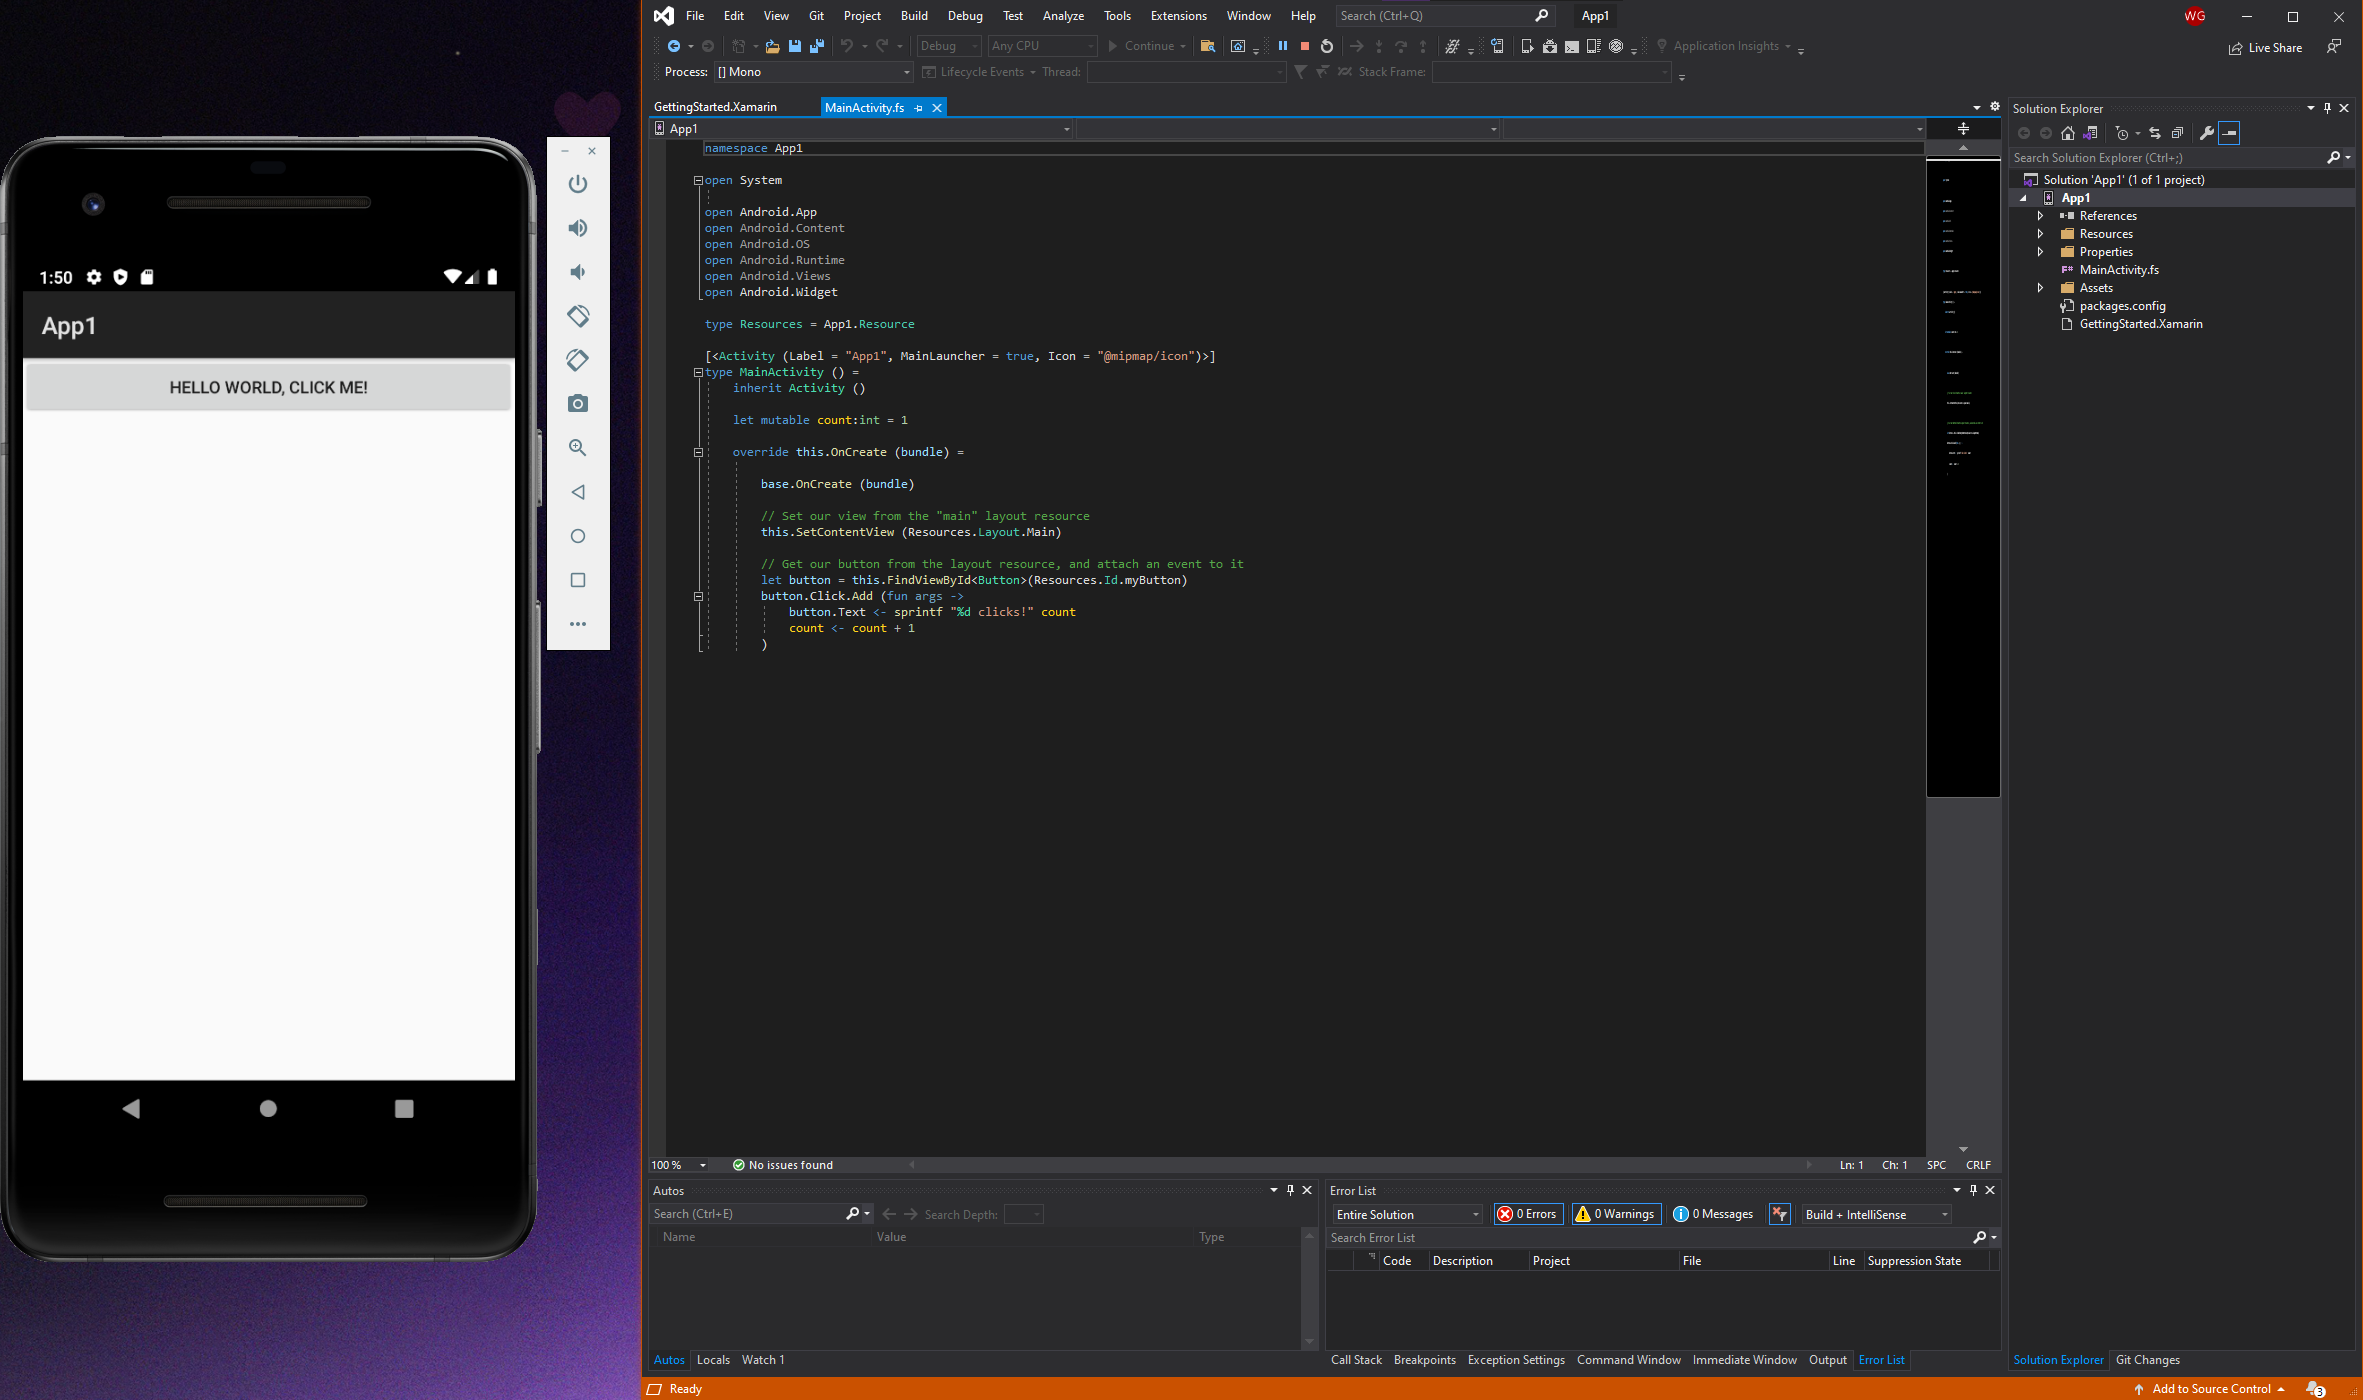 1:50
App1
HELLO WORLD, CLICK ME!
File Edit View Git Project Build Debug Test Analyze Tools Extensions Window Help Search (Ctrl+Q) App1 WG
Debug Any CPU Continue Application Insights Live Share
Process: [] Mono Lifecycle Events Thread: Stack Frame:
GettingStarted.Xamarin MainActivity.fs
App1
namespace App1
open System
open Android.App
open Android.Content
open Android.OS
open Android.Runtime
open Android.Views
open Android.Widget
type Resources = App1.Resource
[<Activity (Label = "App1", MainLauncher = true, Icon = "@mipmap/icon")>]
type MainActivity () =
inherit Activity ()
let mutable count:int = 1
override this.OnCreate (bundle) =
base.OnCreate (bundle)
// Set our view from the "main" layout resource
this.SetContentView (Resources.Layout.Main)
// Get our button from the layout resource, and attach an event to it
let button = this.FindViewById<Button>(Resources.Id.myButton)
button.Click.Add (fun args ->
button.Text <- sprintf "%d clicks!" count
count <- count + 1
)
100 % No issues found Ln: 1 Ch: 1 SPC CRLF
Autos
Search (Ctrl+E) Search Depth:
Name Value Type
Autos Locals Watch 1
Error List
Entire Solution 0 Errors 0 Warnings 0 Messages Build + IntelliSense
Search Error List
Code Description Project File Line Suppression State
Call Stack Breakpoints Exception Settings Command Window Immediate Window Output Error List
Solution Explorer
Search Solution Explorer (Ctrl+;)
Solution 'App1' (1 of 1 project)
App1
References
Resources
Properties
F# MainActivity.fs
Assets
packages.config
GettingStarted.Xamarin
Solution Explorer Git Changes
Ready Add to Source Control 3